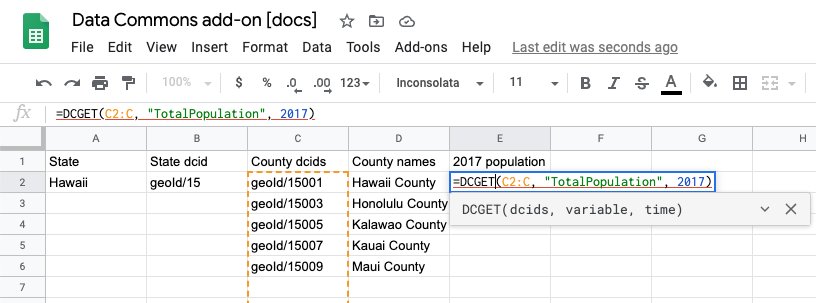 Data Commons add-on [docs]
File Edit View Insert Format Data Tools Add-ons Help Last edit was seconds ago
100% $ % .0 .00 123 Inconsolata 11 B I S A
fx =DCGET(C2:C, "TotalPopulation", 2017)
A B C D E F G H
1 State State dcid County dcids County names 2017 population
2 Hawaii geoId/15 geoId/15001 Hawaii County =DCGET(C2:C, "TotalPopulation", 2017)
3 geoId/15003 Honolulu County DCGET(dcids, variable, time)
4 geoId/15005 Kalawao County
5 geoId/15007 Kauai County
6 geoId/15009 Maui County
7